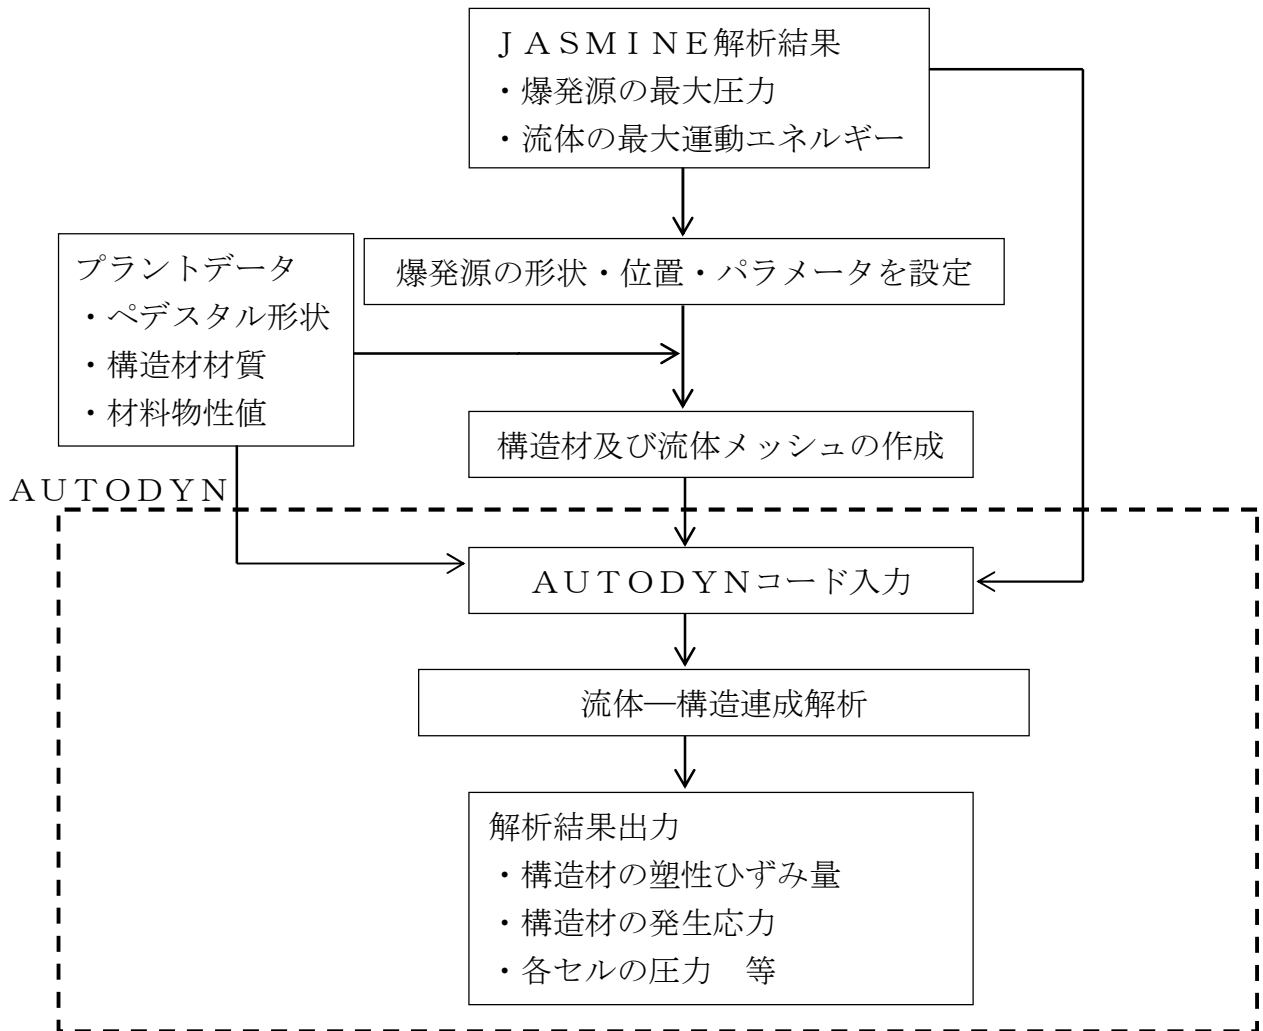 ＪＡＳＭＩＮＥ解析結果
・爆発源の最大圧力
・流体の最大運動エネルギー
爆発源の形状・位置・パラメータを設定
プラントデータ
・ペデスタル形状
・構造材材質
・材料物性値
構造材及び流体メッシュの作成
ＡＵＴＯＤＹＮ
ＡＵＴＯＤＹＮコード入力
流体―構造連成解析
解析結果出力
・構造材の塑性ひずみ量
・構造材の発生応力
・各セルの圧力　等